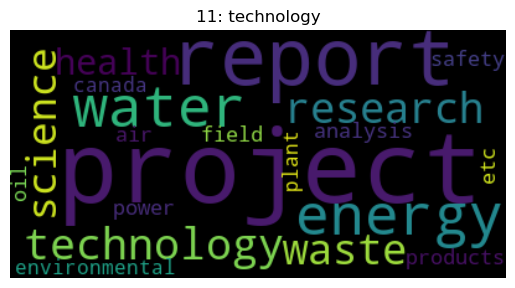 11: technology
report
health
safety
science
canada
water
research
air
field
analysis
project
plant
etc
oil
power
energy
technology
waste
products
environmental